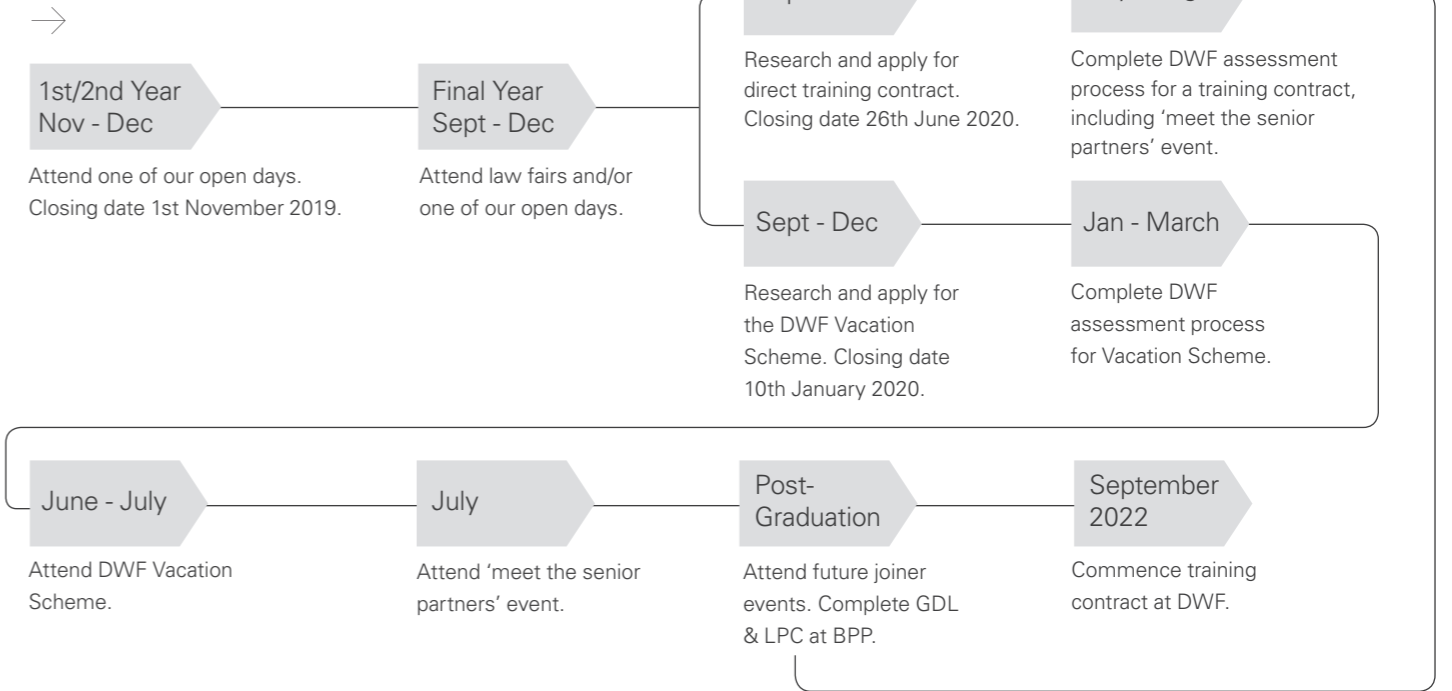 1st/2nd Year
Nov - Dec
Attend one of our open days.
Closing date 1st November 2019.
Final Year
Sept - Dec
Attend law fairs and/or
one of our open days.
Research and apply for
direct training contract.
Closing date 26th June 2020.
Complete DWF assessment
process for a training contract,
including ‘meet the senior
partners’ event.
Sept - Dec
Research and apply for
the DWF Vacation
Scheme. Closing date
10th January 2020.
Jan - March
Complete DWF
assessment process
for Vacation Scheme.
June - July
Attend DWF Vacation
Scheme.
July
Attend ‘meet the senior
partners’ event.
Post-
Graduation
Attend future joiner
events. Complete GDL
& LPC at BPP.
September
2022
Commence training
contract at DWF.